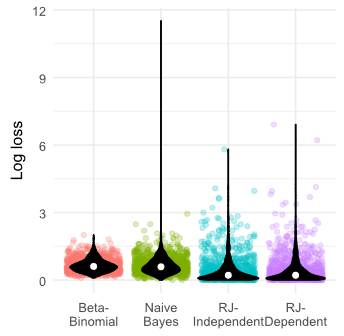 12
9
6
3
0
Log loss
Beta-
Binomial
Naive
Bayes
RJ-
Independent
RJ-
Dependent